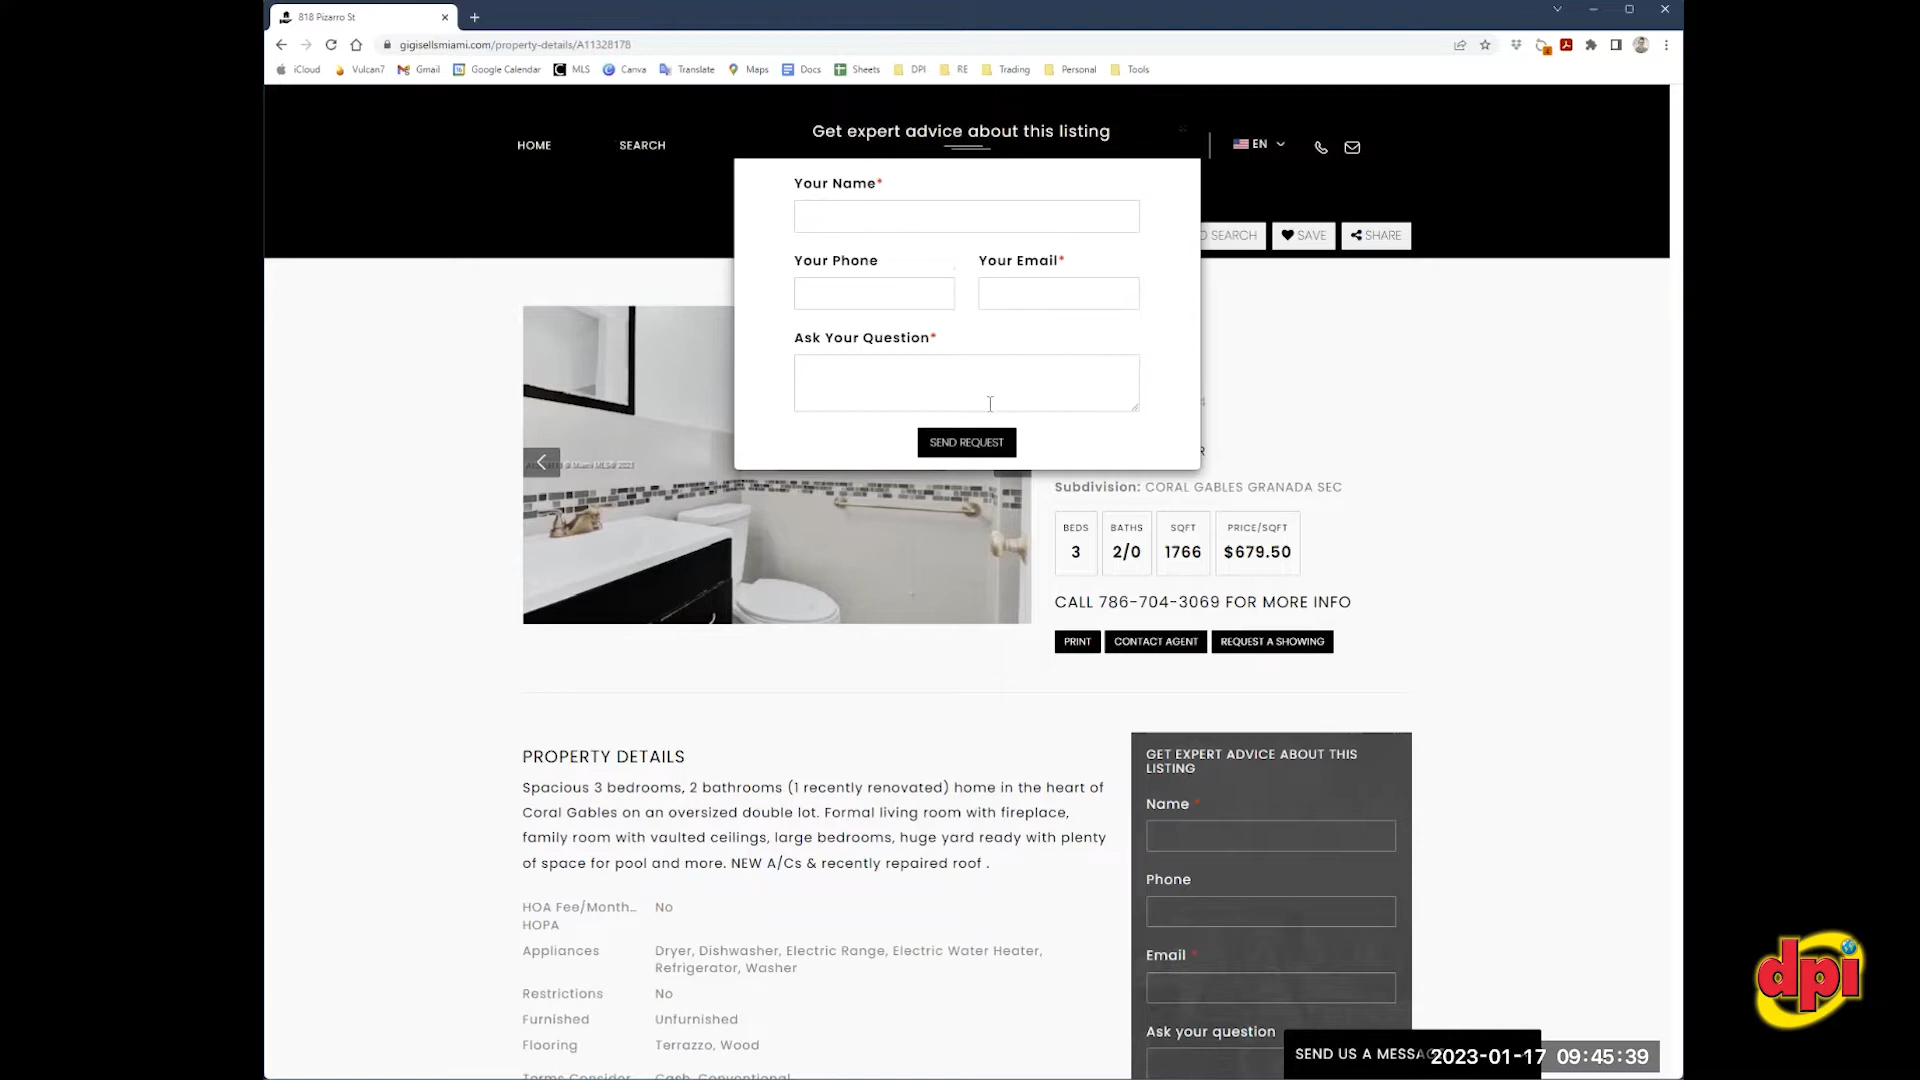 818 Pizarro St
gigisellsmiami.com/property-details/A11328178
iCloud Vulcan7 Gmail Google Calendar MLS Canva Translate Maps Docs Sheets DPI RE Trading Personal Tools
HOME SEARCH
Get expert advice about this listing
EN
Your Name*
SEARCH SAVE SHARE
Your Phone Your Email*
Ask Your Question*
SEND REQUEST
Subdivision: CORAL GABLES GRANADA SEC
BEDS BATHS SQFT PRICE/SQFT
3 2/0 1766 $679.50
CALL 786-704-3069 FOR MORE INFO
PRINT CONTACT AGENT REQUEST A SHOWING
PROPERTY DETAILS
Spacious 3 bedrooms, 2 bathrooms (1 recently renovated) home in the heart of
Coral Gables on an oversized double lot. Formal living room with fireplace,
family room with vaulted ceilings, large bedrooms, huge yard ready with plenty
of space for pool and more. NEW A/Cs & recently repaired roof .
HOA Fee/Month... No
HOPA
Appliances Dryer, Dishwasher, Electric Range, Electric Water Heater,
Refrigerator, Washer
Restrictions No
Furnished Unfurnished
Flooring Terrazzo, Wood
Terms Consider Cash, Conventional
GET EXPERT ADVICE ABOUT THIS
LISTING
Name *
Phone
Email *
Ask your question
SEND US A MESSAG
2023-01-17 09:45:39
dpi